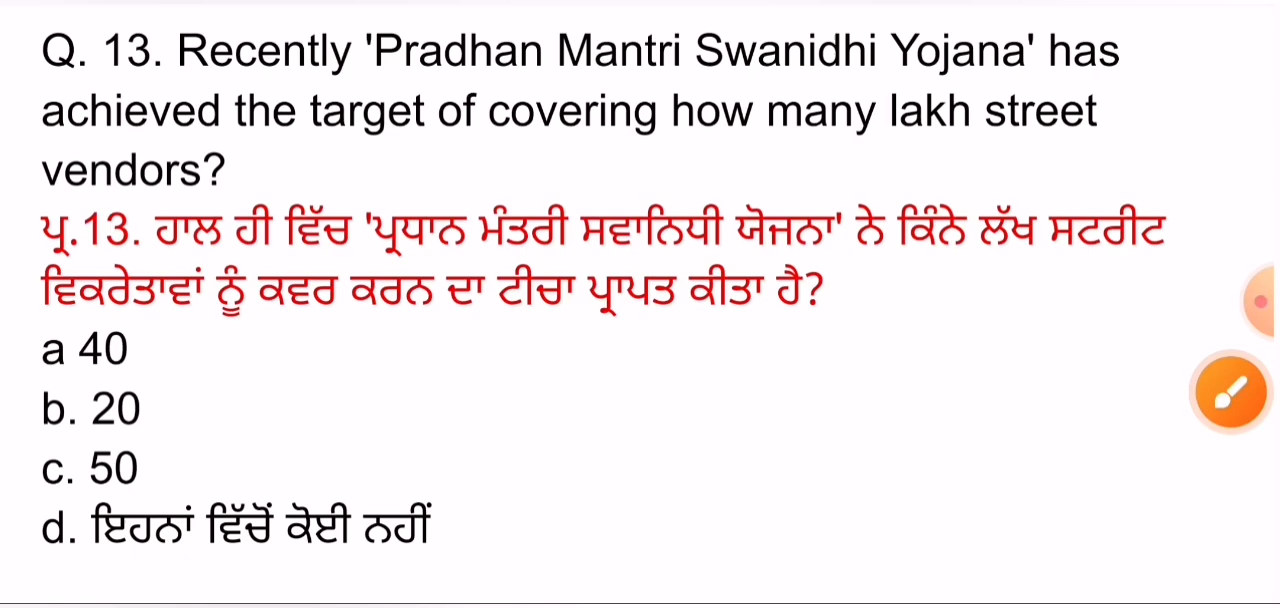 Q. 13. Recently 'Pradhan Mantri Swanidhi Yojana' has
achieved the target of covering how many lakh street
vendors?
ਪ੍ਰ.13. ਹਾਲ ਹੀ ਵਿੱਚ 'ਪ੍ਰਧਾਨ ਮੰਤਰੀ ਸਵਾਨਿਧੀ ਯੋਜਨਾ' ਨੇ ਕਿੰਨੇ ਲੱਖ ਸਟਰੀਟ
ਵਿਕਰੇਤਾਵਾਂ ਨੂੰ ਕਵਰ ਕਰਨ ਦਾ ਟੀਚਾ ਪ੍ਰਾਪਤ ਕੀਤਾ ਹੈ?
a 40
b. 20
c. 50
d. ਇਹਨਾਂ ਵਿੱਚੋਂ ਕੋਈ ਨਹੀਂ